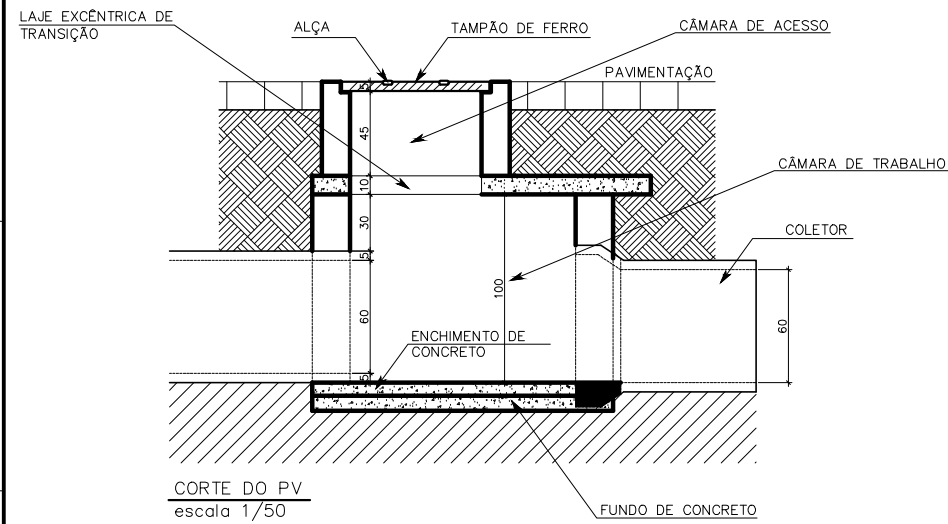 LAJE EXCÊNTRICA DE
TRANSIÇÃO
ALÇA
TAMPÃO DE FERRO
CÂMARA DE ACESSO
PAVIMENTAÇÃO
5
45
10
30
5
60
5
100
CÂMARA DE TRABALHO
COLETOR
60
ENCHIMENTO DE
CONCRETO
FUNDO DE CONCRETO
CORTE DO PV
escala 1/50